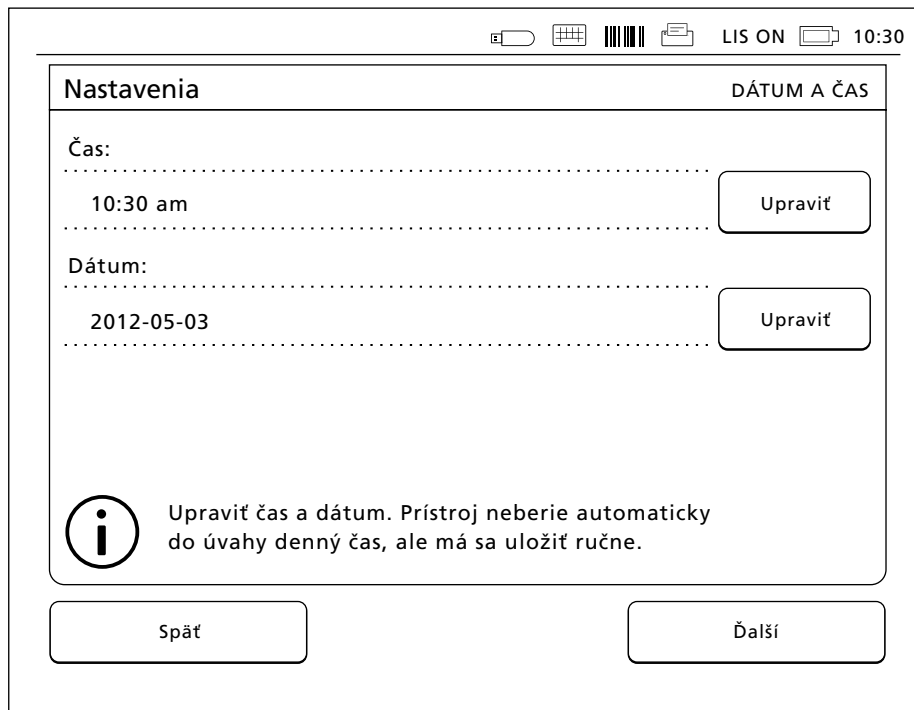 LIS ON 10:30
Nastavenia DÁTUM A ČAS
Čas:
10:30 am Upraviť
Dátum:
2012-05-03 Upraviť
Upraviť čas a dátum. Prístroj neberie automaticky
do úvahy denný čas, ale má sa uložiť ručne.
Späť Ďalší